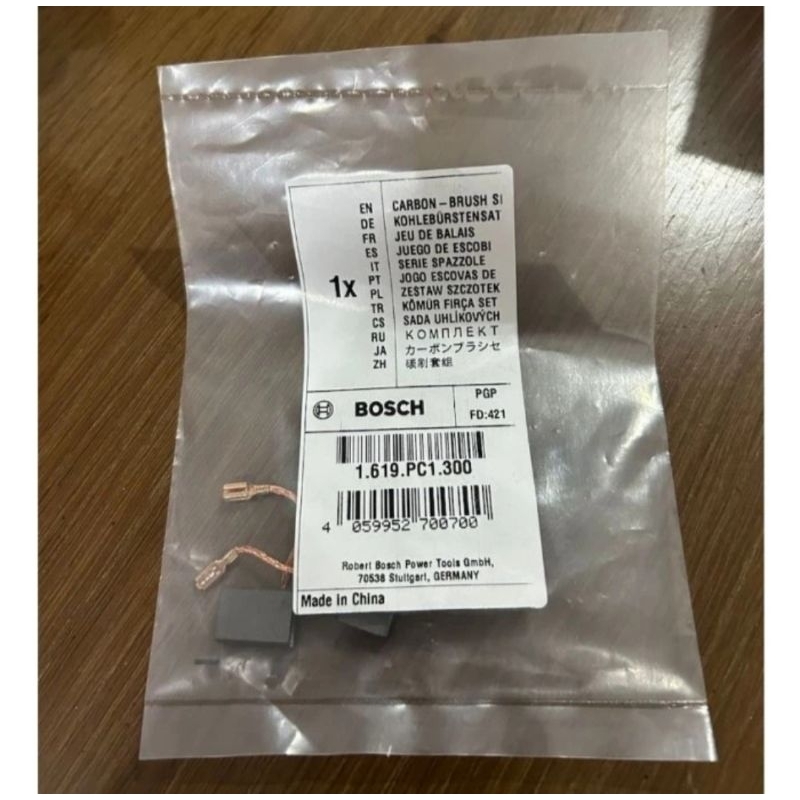 1x
EN CARBON-BRUSH S
DE KOHLEBÜRSTENSAT
FR JEU DE BALAIS
ES JUEGO DE ESCOBI
IT SERIE SPAZZOLE
PT JOGO ESCOVAS DE
PL ZESTAW SZCZOTEK
TR KÖMÜR FIRÇA SET
CS SADA UHLÍKOVÝCH
RU КОМПЛЕКТ
JA カーボンブラシセ
ZH 碳刷套组
BOSCH
PGP
FD:421
1.619.PC1.300
4 059952 700700
Robert Bosch Power Tools GmbH,
70538 Stuttgart, GERMANY
Made in China